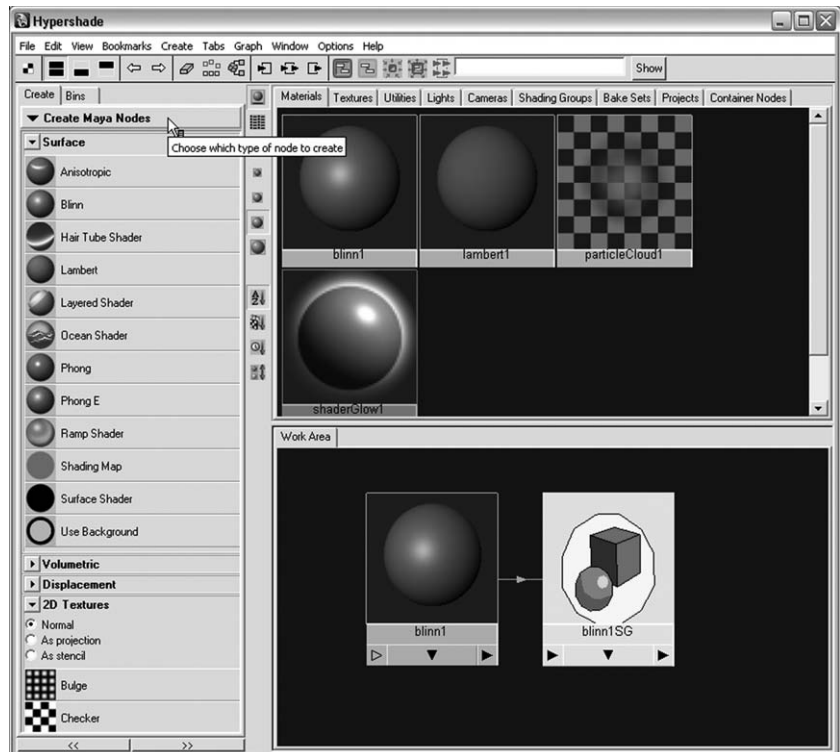 Hypershade
File Edit View Bookmarks Create Tabs Graph Window Options Help
Show
Create Bins
Materials Textures Utilities Lights Cameras Shading Groups Bake Sets Projects Container Nodes
Create Maya Nodes
Choose which type of node to create
Surface
Anisotropic
Blinn
Hair Tube Shader
Lambert
Layered Shader
Ocean Shader
Phong
Phong E
Ramp Shader
Shading Map
Surface Shader
Use Background
Volumetric
Displacement
2D Textures
Normal
As projection
As stencil
Bulge
Checker
<< >>
blinn1 lambert1 particleCloud1
shaderGlow1
Work Area
blinn1 blinn1SG